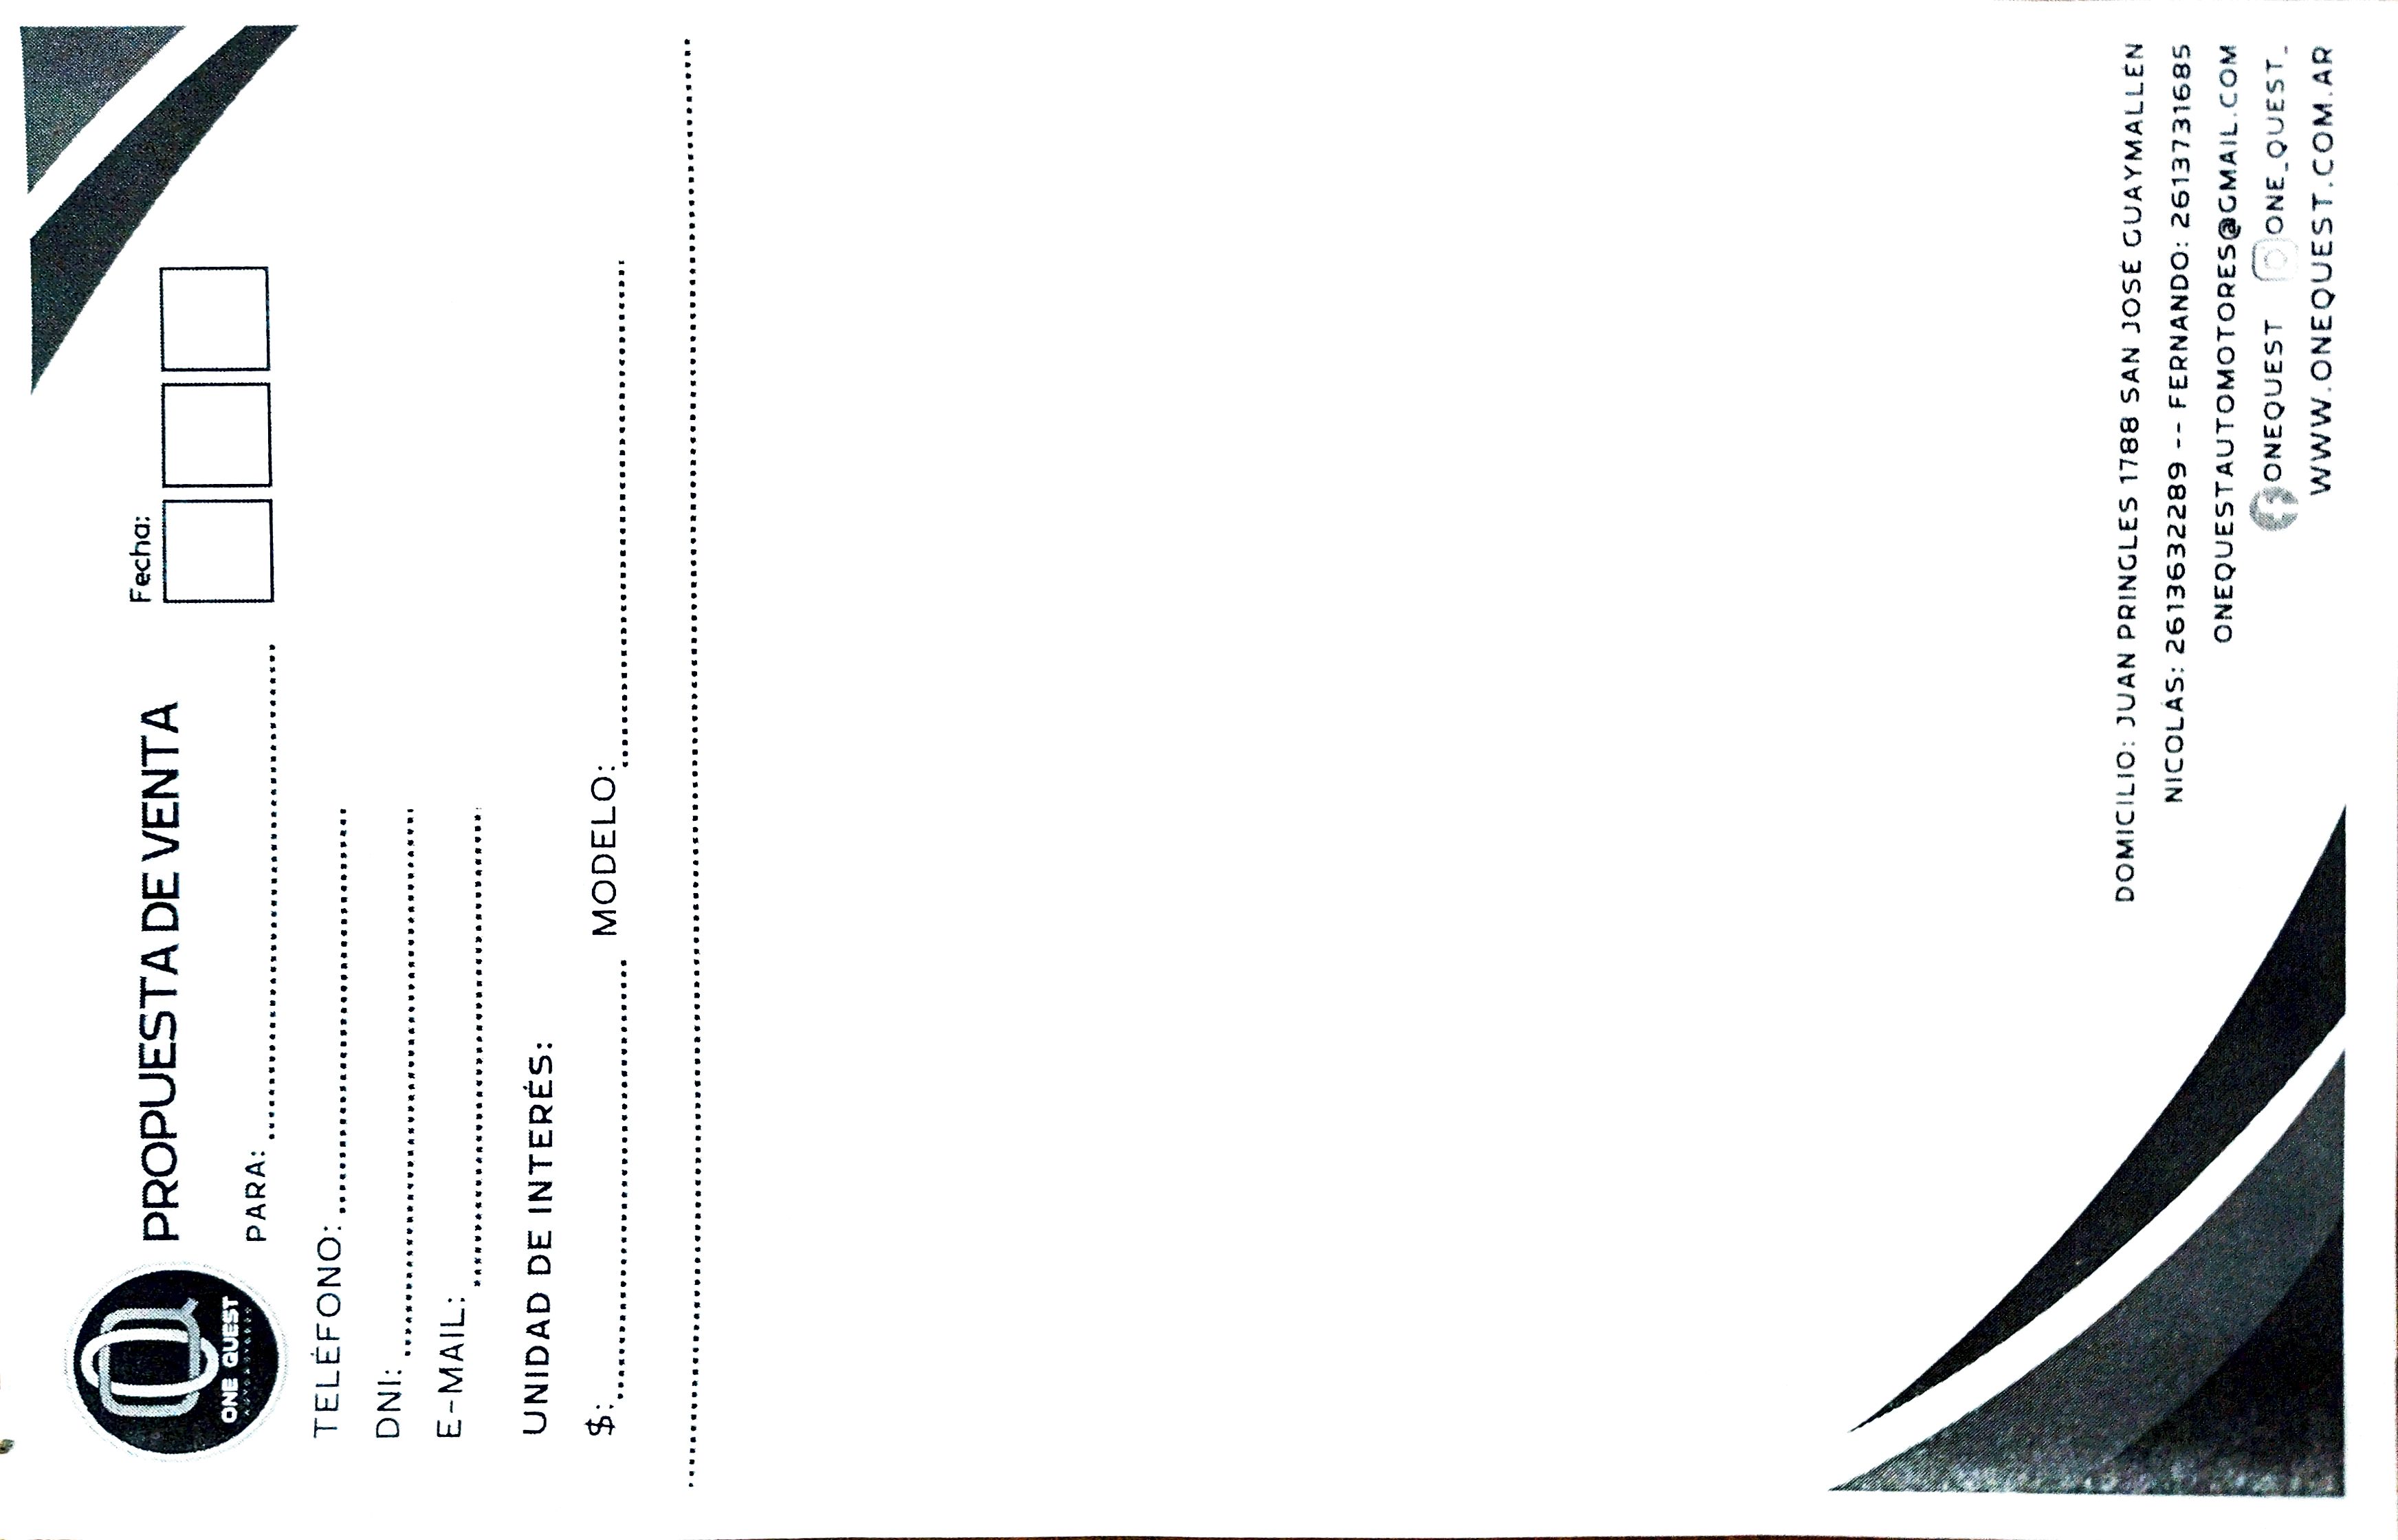 ONE QUEST
AUTOMOTORES
PROPUESTA DE VENTA
Fecha:
PARA:
TELÉFONO:
DNI:
E-MAIL:
UNIDAD DE INTERÉS:
$: MODELO:
DOMICILIO: JUAN PRINGLES 1788 SAN JOSÉ GUAYMALLÉN
NICOLÁS: 2613632289 -- FERNANDO: 2613731685
ONEQUESTAUTOMOTORES@GMAIL.COM
ONEQUEST ONE_QUEST_
WWW.ONEQUEST.COM.AR